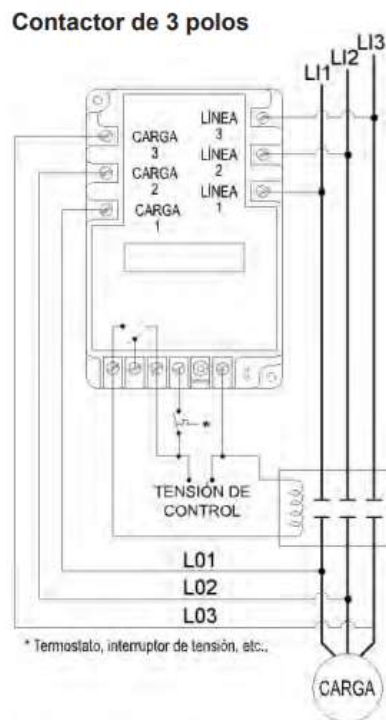 Contactor de 3 polos
LI1
LI2
LI3
CARGA
3
CARGA
2
CARGA
1
LÍNEA
3
LÍNEA
2
LÍNEA
1
*
TENSIÓN DE
CONTROL
L01
L02
L03
* Termostato, interruptor de tensión, etc..
CARGA